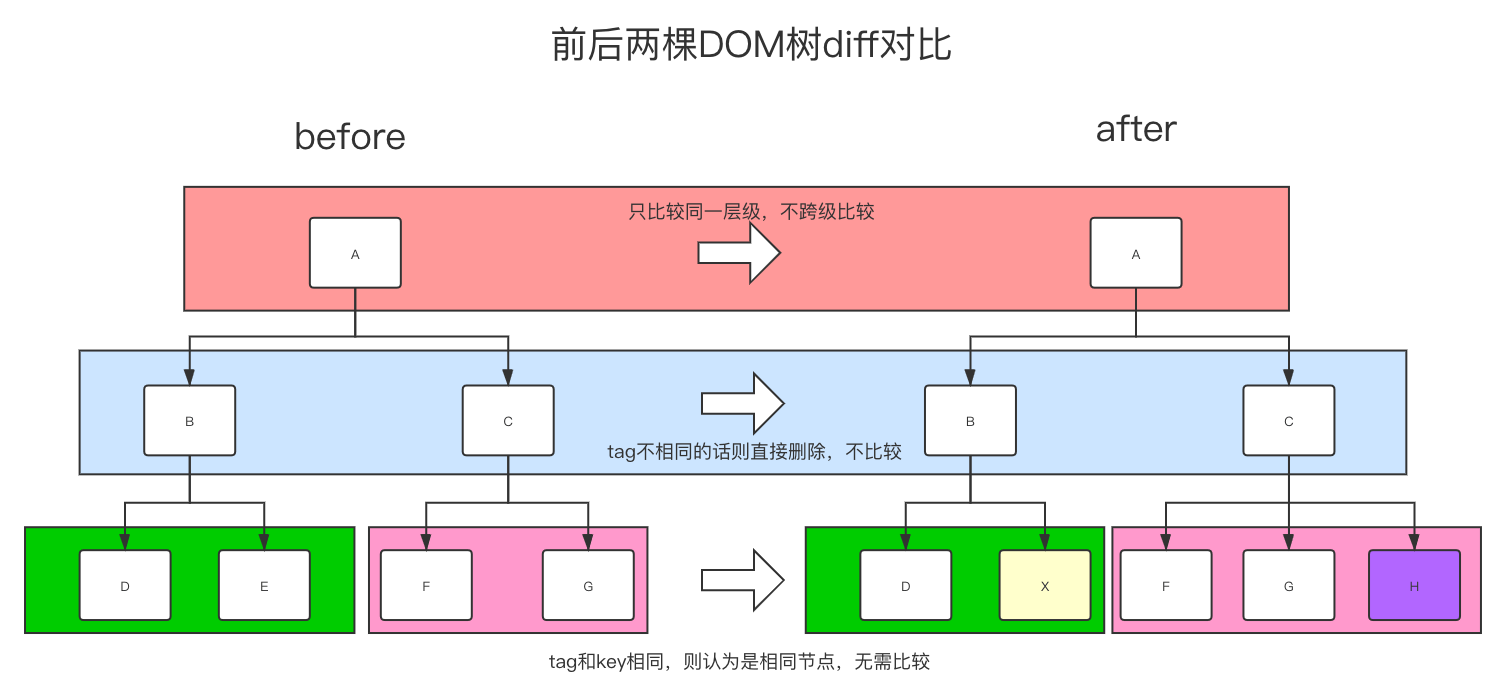 前后两棵DOM树diff对比
before
after
只比较同一层级，不跨级比较
A
A
B
C
B
C
tag不相同的话则直接删除，不比较
D
E
F
G
D
X
F
G
H
tag和key相同，则认为是相同节点，无需比较